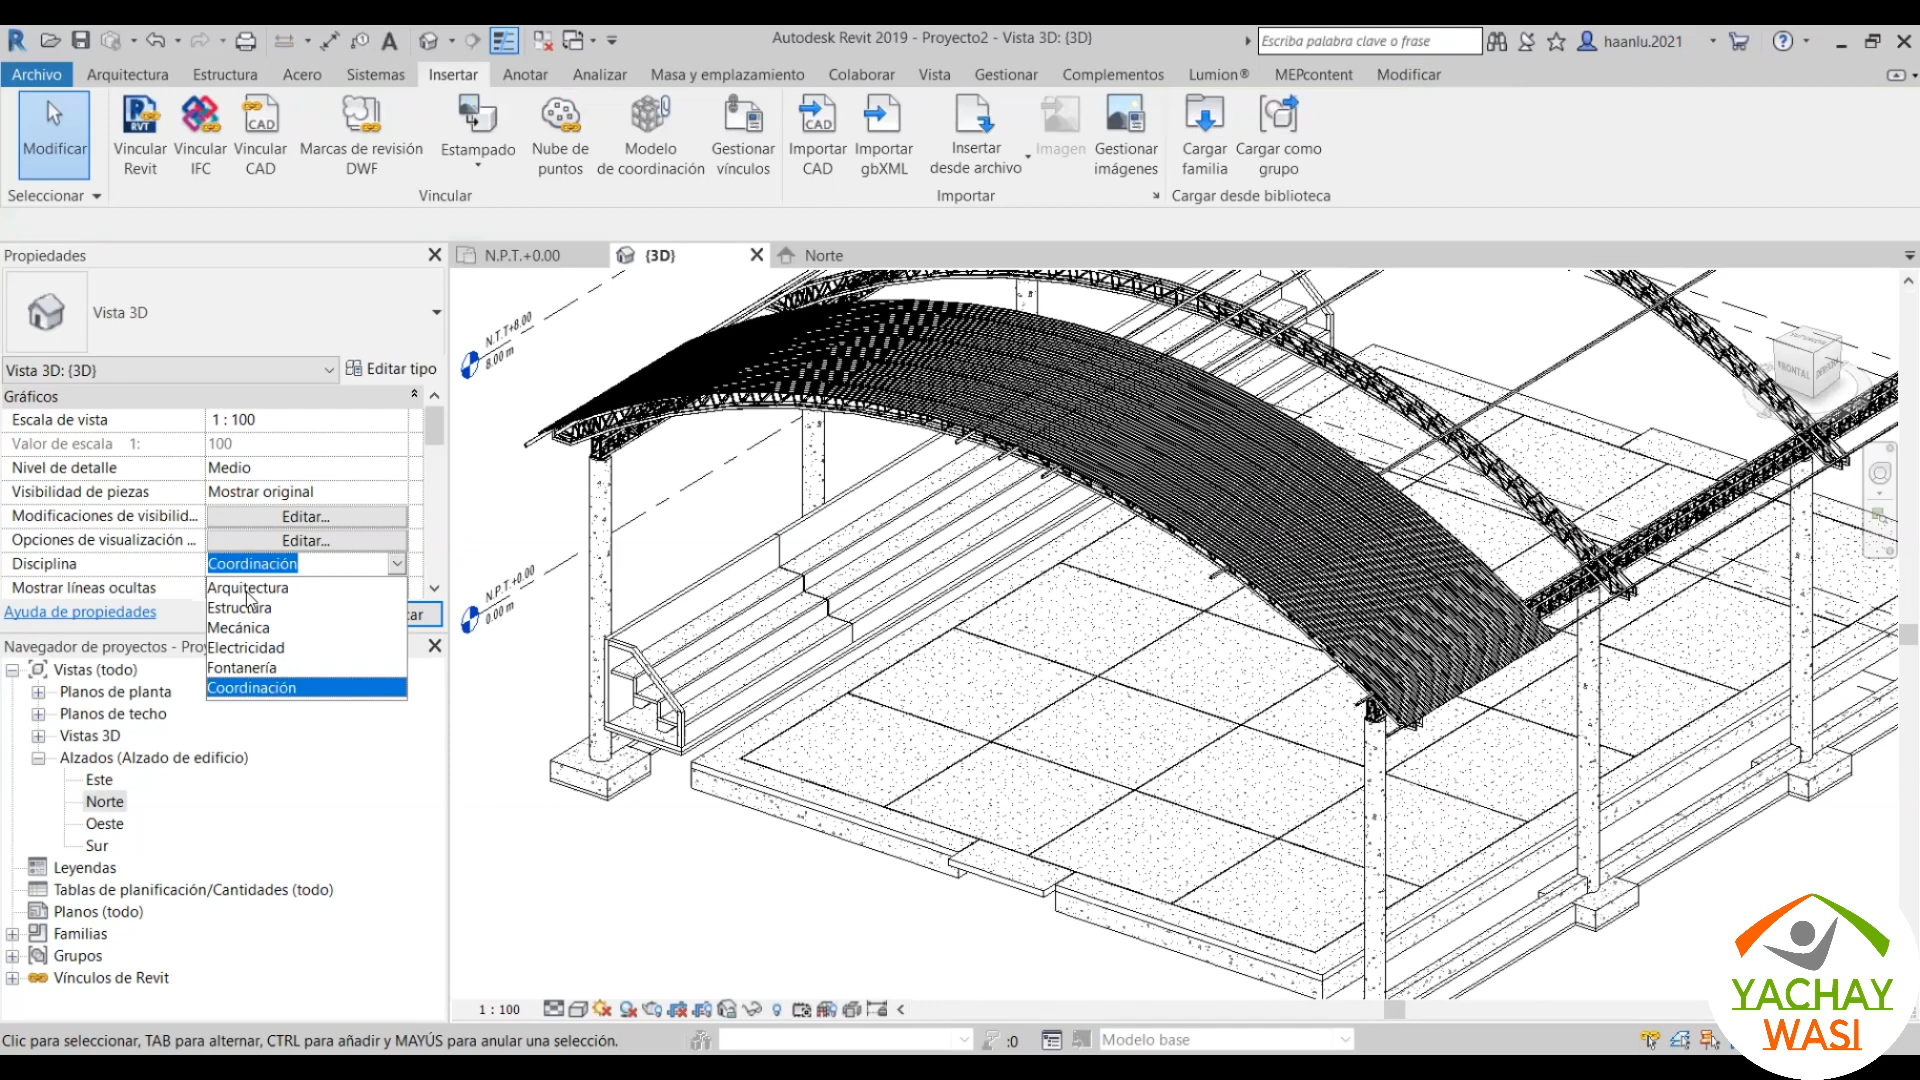 Autodesk Revit 2019 - Proyecto2 - Vista 3D: {3D}
Escriba palabra clave o frase
haanlu.2021
Archivo Arquitectura Estructura Acero Sistemas Insertar Anotar Analizar Masa y emplazamiento Colaborar Vista Gestionar Complementos Lumion® MEPcontent Modificar
Modificar
Vincular Revit
Vincular IFC
Vincular CAD
Marcas de revisión DWF
Estampado
Nube de puntos
Modelo de coordinación
Gestionar vínculos
Importar CAD
Importar gbXML
Insertar desde archivo
Imagen
Gestionar imágenes
Cargar familia
Cargar como grupo
Seleccionar
Vincular
Importar
Cargar desde biblioteca
Propiedades
N.P.T.+0.00
{3D}
Norte
Vista 3D
Vista 3D: {3D}
Editar tipo
Gráficos
Escala de vista 1 : 100
Valor de escala 1: 100
Nivel de detalle Medio
Visibilidad de piezas Mostrar original
Modificaciones de visibilid... Editar...
Opciones de visualización ... Editar...
Disciplina Coordinación
Mostrar líneas ocultas
Arquitectura
Estructura
Mecánica
Electricidad
Fontanería
Coordinación
Ayuda de propiedades
car
Navegador de proyectos - Proy
Vistas (todo)
Planos de planta
Planos de techo
Vistas 3D
Alzados (Alzado de edificio)
Este
Norte
Oeste
Sur
Leyendas
Tablas de planificación/Cantidades (todo)
Planos (todo)
Familias
Grupos
Vínculos de Revit
N.T.T+8.00
8.00 m
N.P.T.+0.00
0.00 m
FRONTAL
1 : 100
Clic para seleccionar, TAB para alternar, CTRL para añadir y MAYÚS para anular una selección.
:0
Modelo base
YACHAY
WASI